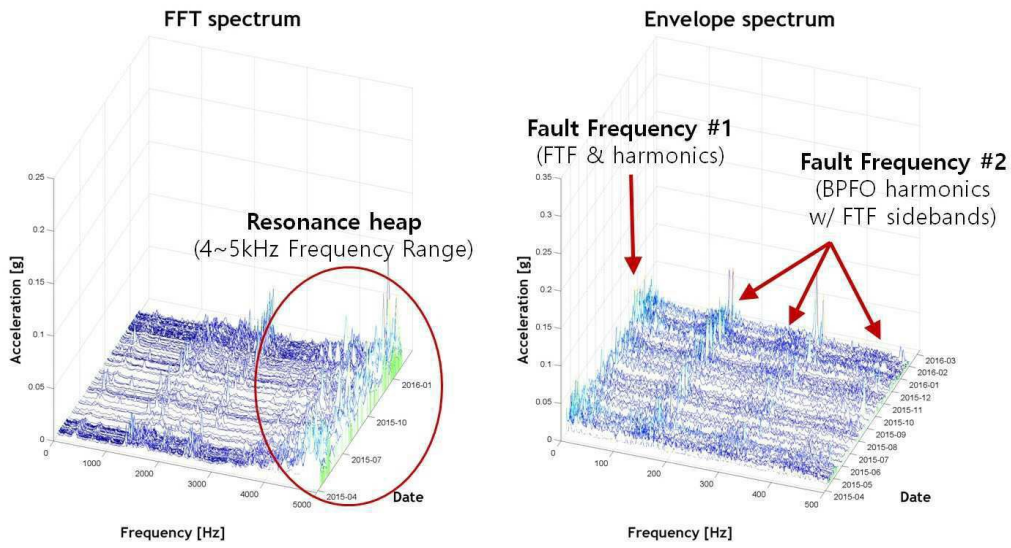 FFT spectrum
Resonance heap
(4~5kHz Frequency Range)
Acceleration [g]
0.25
0.2
0.15
0.1
0.05
0
0
1000
2000
3000
4000
5000
Frequency [Hz]
2016-01
2015-10
2015-07
2015-04
Date
Envelope spectrum
Fault Frequency #1
(FTF & harmonics)
Fault Frequency #2
(BPFO harmonics
w/ FTF sidebands)
Acceleration [g]
0.35
0.3
0.25
0.2
0.15
0.1
0.05
0
0
100
200
300
400
500
Frequency [Hz]
2016-03
2016-02
2016-01
2015-12
2015-11
2015-10
2015-09
2015-08
2015-07
2015-06
2015-05
2015-04
Date